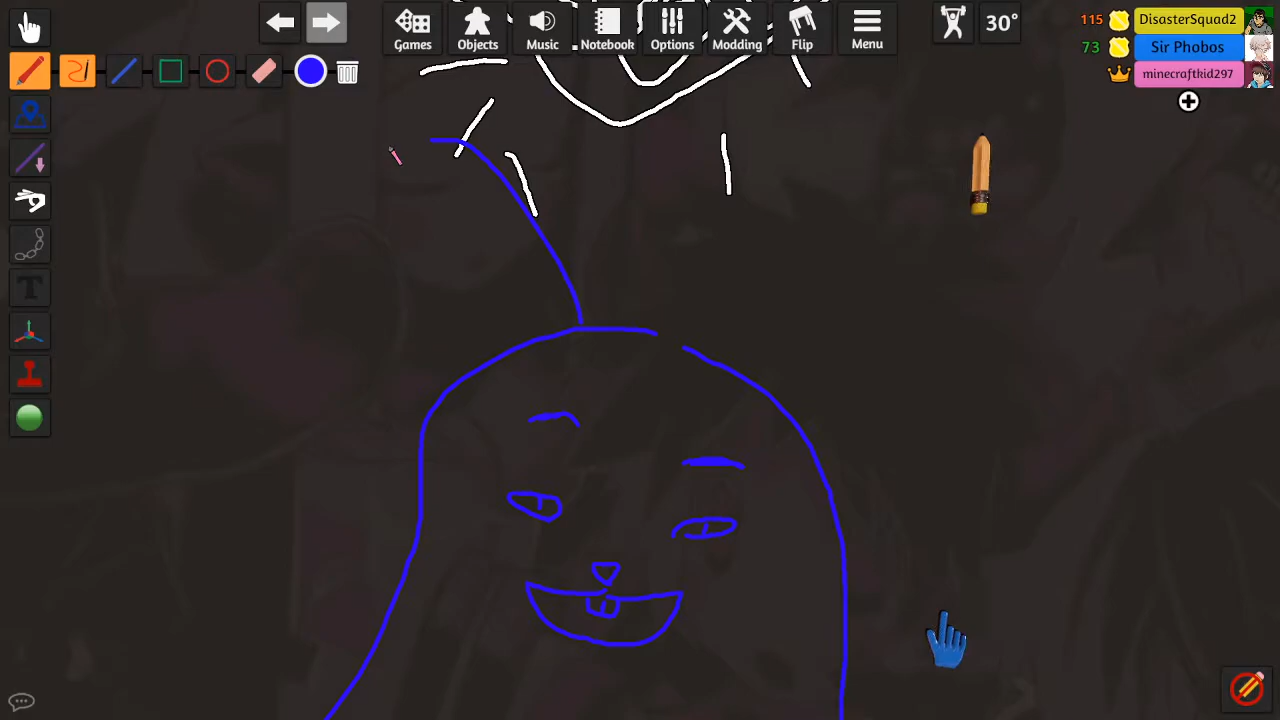 Games
Objects
Music
Notebook
Options
Modding
Flip
Menu
30°
115 DisasterSquad2
73 Sir Phobos
minecraftkid297
T